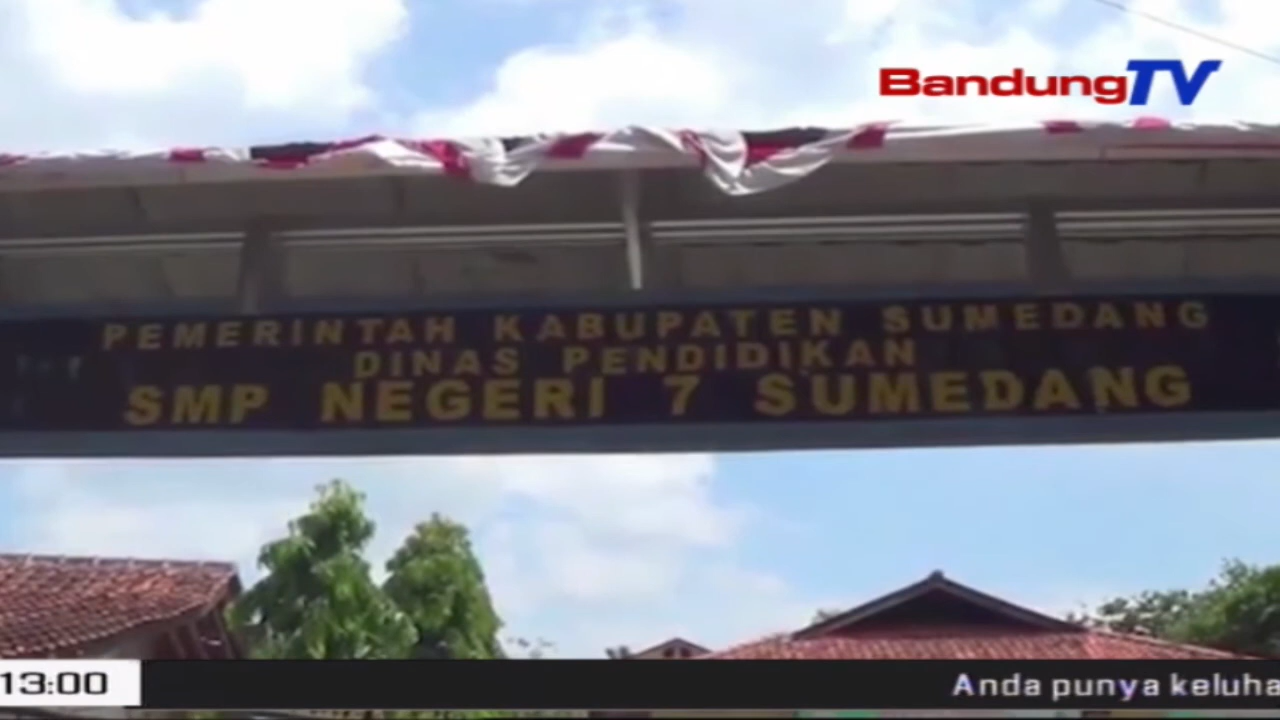 BandungTV
PEMERINTAH KABUPATEN SUMEDANG
DINAS PENDIDIKAN
SMP NEGERI 7 SUMEDANG
13:00
Anda punya keluha